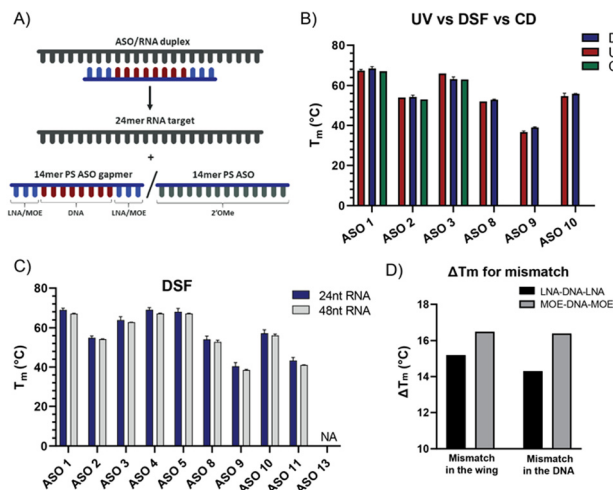 A)
ASO/RNA duplex
24mer RNA target
+
14mer PS ASO gapmer
/
14mer PS ASO
LNA/MOE
DNA
LNA/MOE
2'OMe
B)
UV vs DSF vs CD
Tm (°C)
80
60
40
20
0
D
U
C
ASO 1
ASO 2
ASO 3
ASO 8
ASO 9
ASO 10
C)
DSF
Tm (°C)
80
60
40
20
0
24nt RNA
48nt RNA
NA
ASO 1
ASO 2
ASO 3
ASO 4
ASO 5
ASO 8
ASO 9
ASO 10
ASO 11
ASO 13
D)
ΔTm for mismatch
ΔTm (°C)
18
16
14
12
10
LNA-DNA-LNA
MOE-DNA-MOE
Mismatch
in the wing
Mismatch
in the DNA